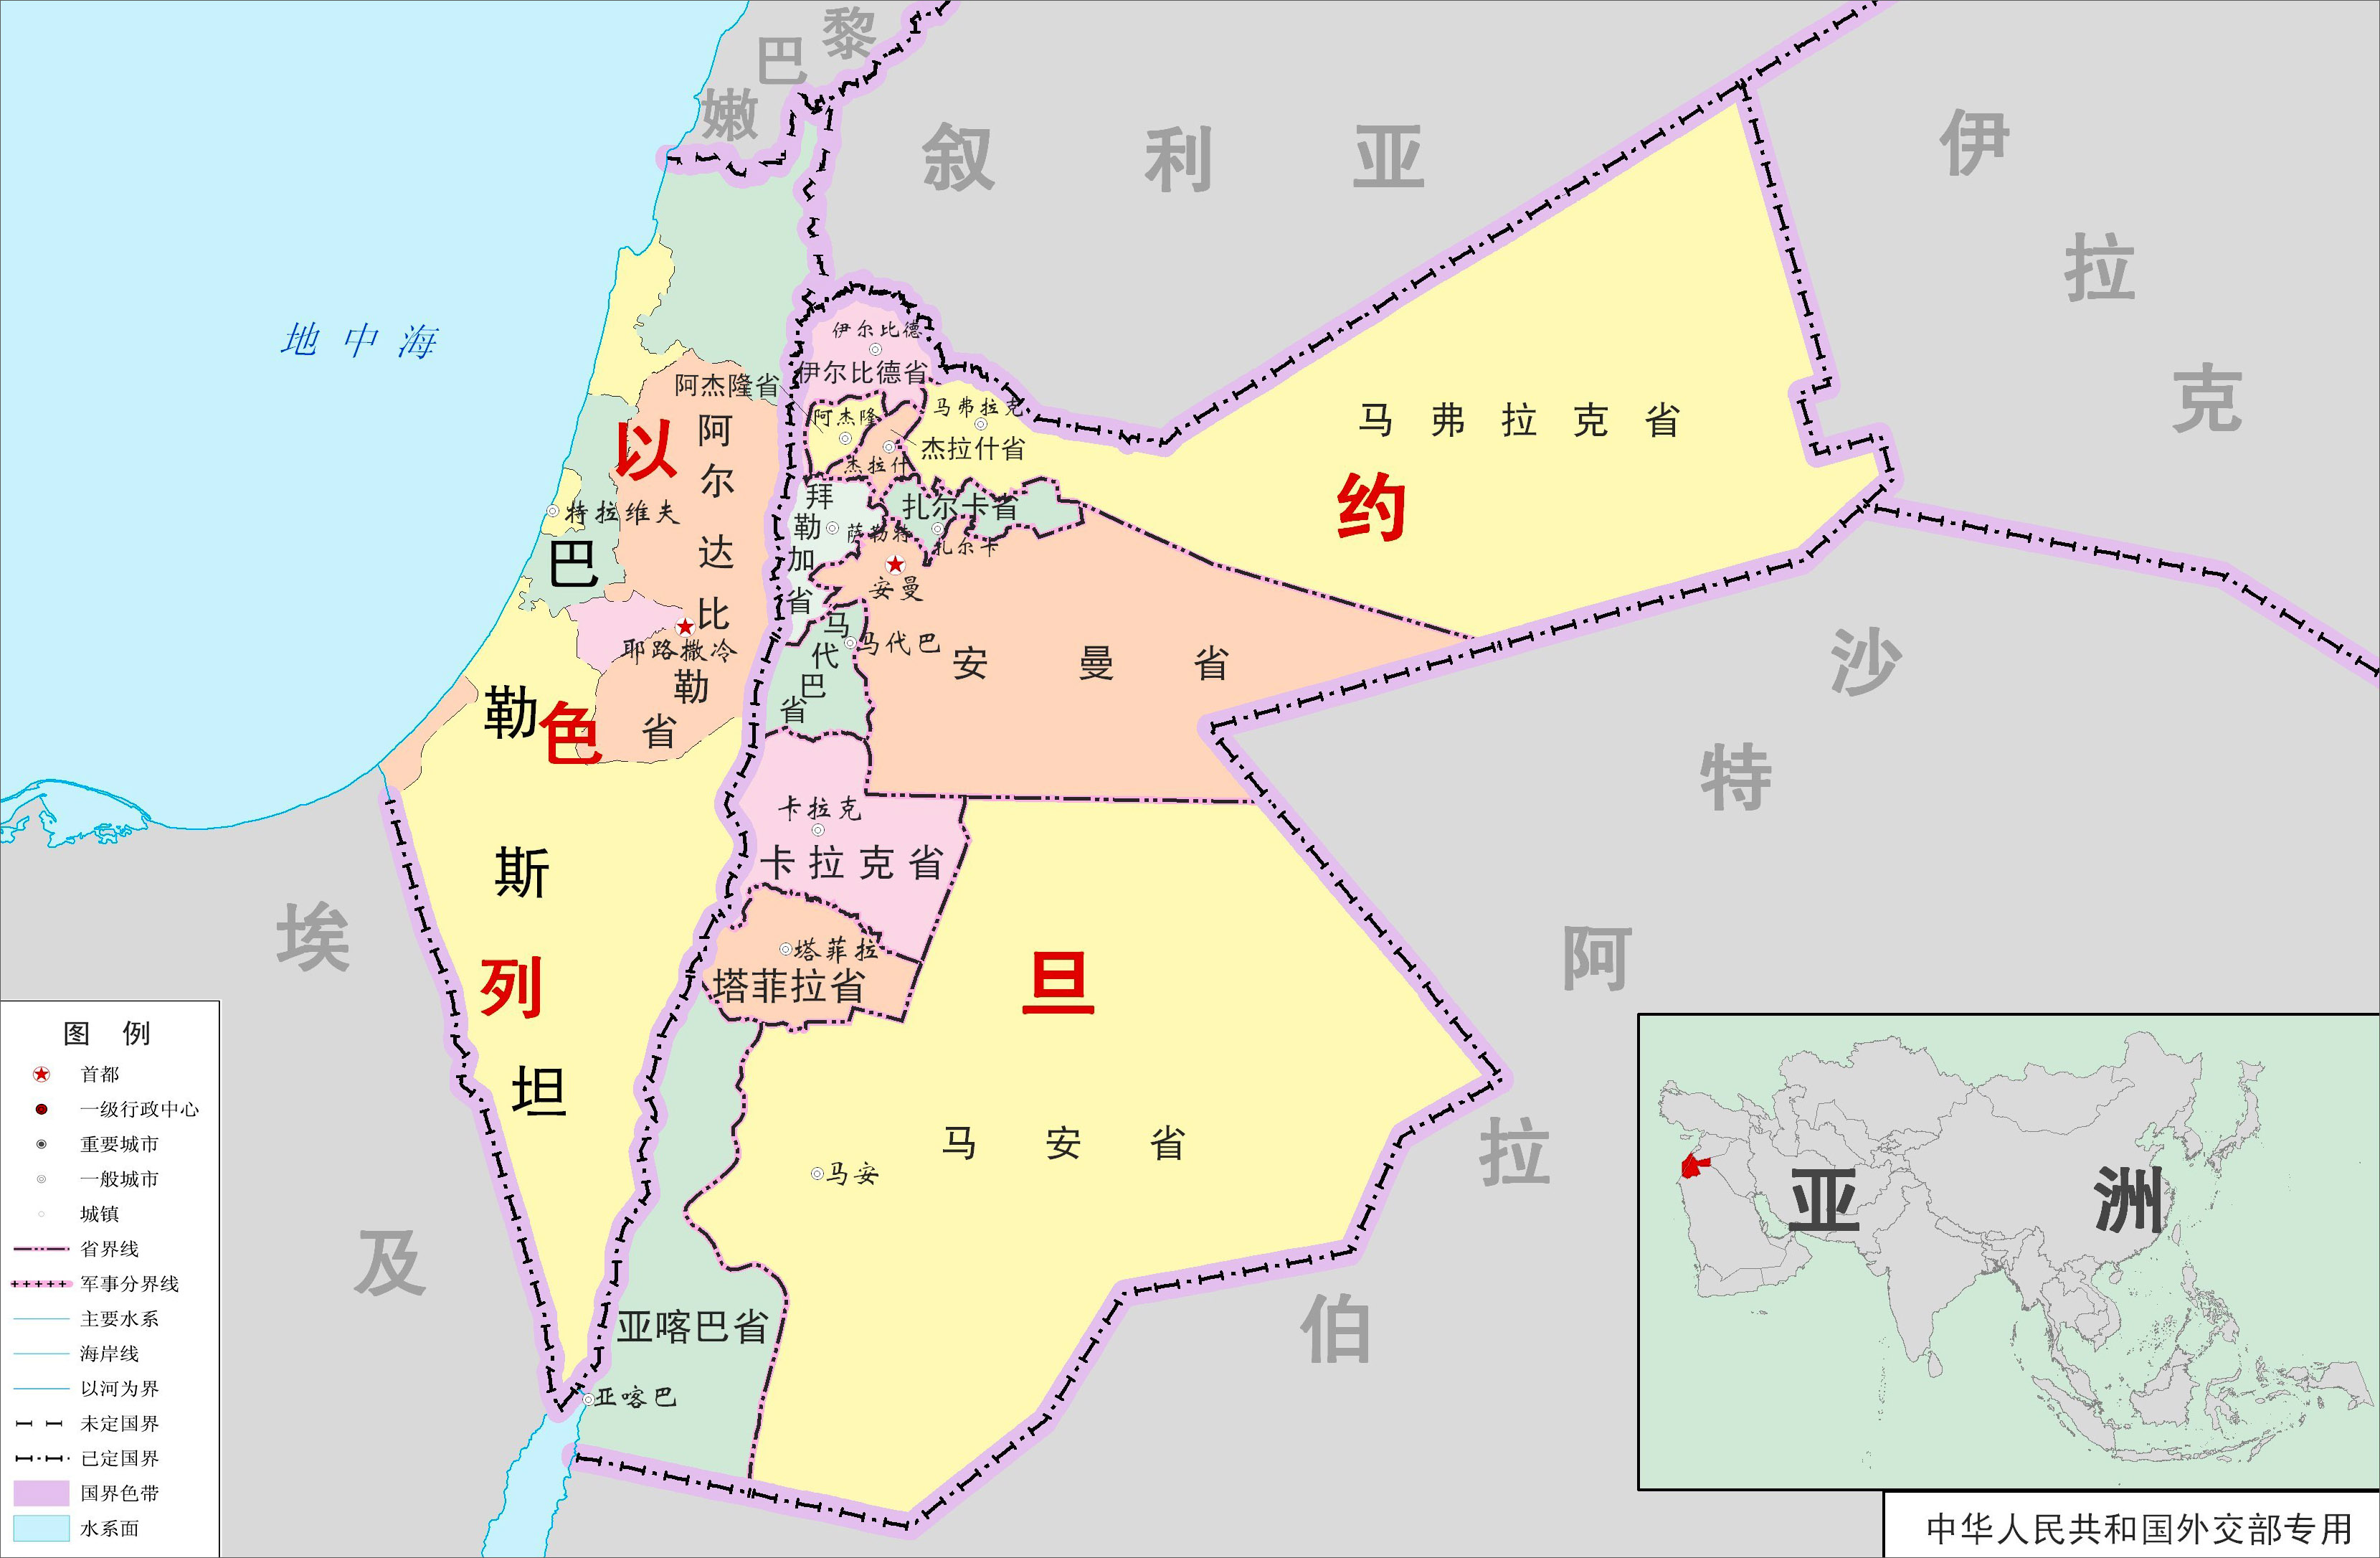 黎巴嫩
叙利亚
伊拉克
地中海
伊尔比德
伊尔比德省
阿杰隆省
阿杰隆
马弗拉克
马弗拉克省
杰拉什省
杰拉什
以色列
约旦
阿尔达比勒省
特拉维夫
拜勒加省
萨勒特
扎尔卡省
扎尔卡
安曼
巴勒斯坦
耶路撒冷
马代巴省
马代巴
安曼省
沙特阿拉伯
卡拉克
卡拉克省
塔菲拉
塔菲拉省
埃及
马安省
马安
亚喀巴省
亚喀巴
图 例
首都
一级行政中心
重要城市
一般城市
城镇
省界线
军事分界线
主要水系
海岸线
以河为界
未定国界
已定国界
国界色带
水系面
亚洲
中华人民共和国外交部专用